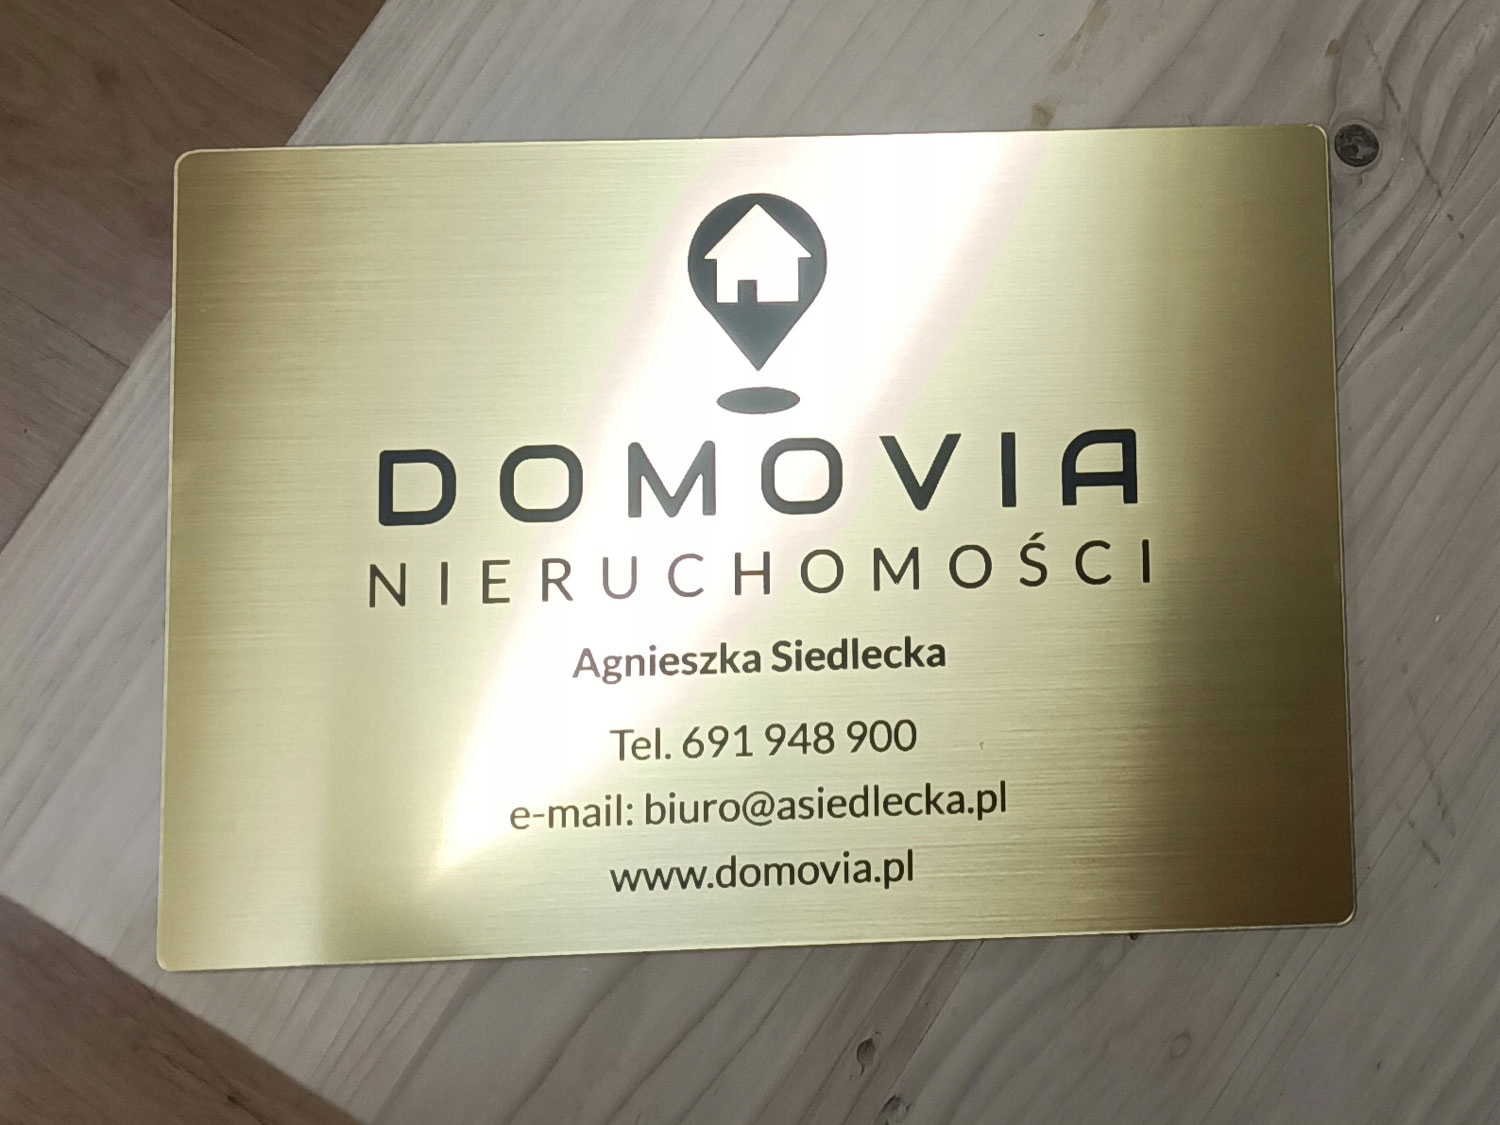 DOMOVIA
NIERUCHOMOŚCI
Agnieszka Siedlecka
Tel. 691 948 900
e-mail: biuro@asiedlecka.pl
www.domovia.pl